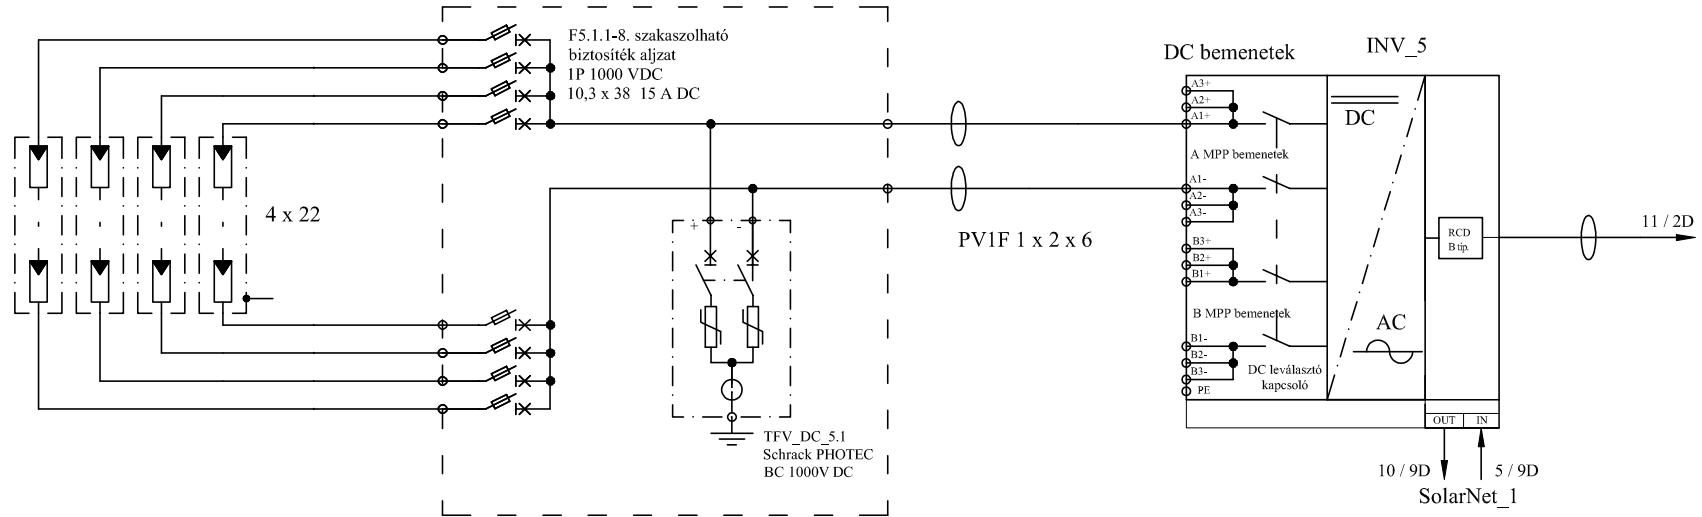 F5.1.1-8. szakaszolható
biztosíték aljzat
1P 1000 VDC
10,3 x 38 15 A DC
4 x 22
+
-
TFV_DC_5.1
Schrack PHOTEC
BC 1000V DC
PV1F 1 x 2 x 6
DC bemenetek
INV_5
A3+
A2+
A1+
A MPP bemenetek
A1-
A2-
A3-
B3+
B2+
B1+
B MPP bemenetek
B1-
B2-
B3-
PE
DC leválasztó
kapcsoló
DC
AC
RCD
B tip.
11 / 2D
OUT
IN
10 / 9D
5 / 9D
SolarNet_1